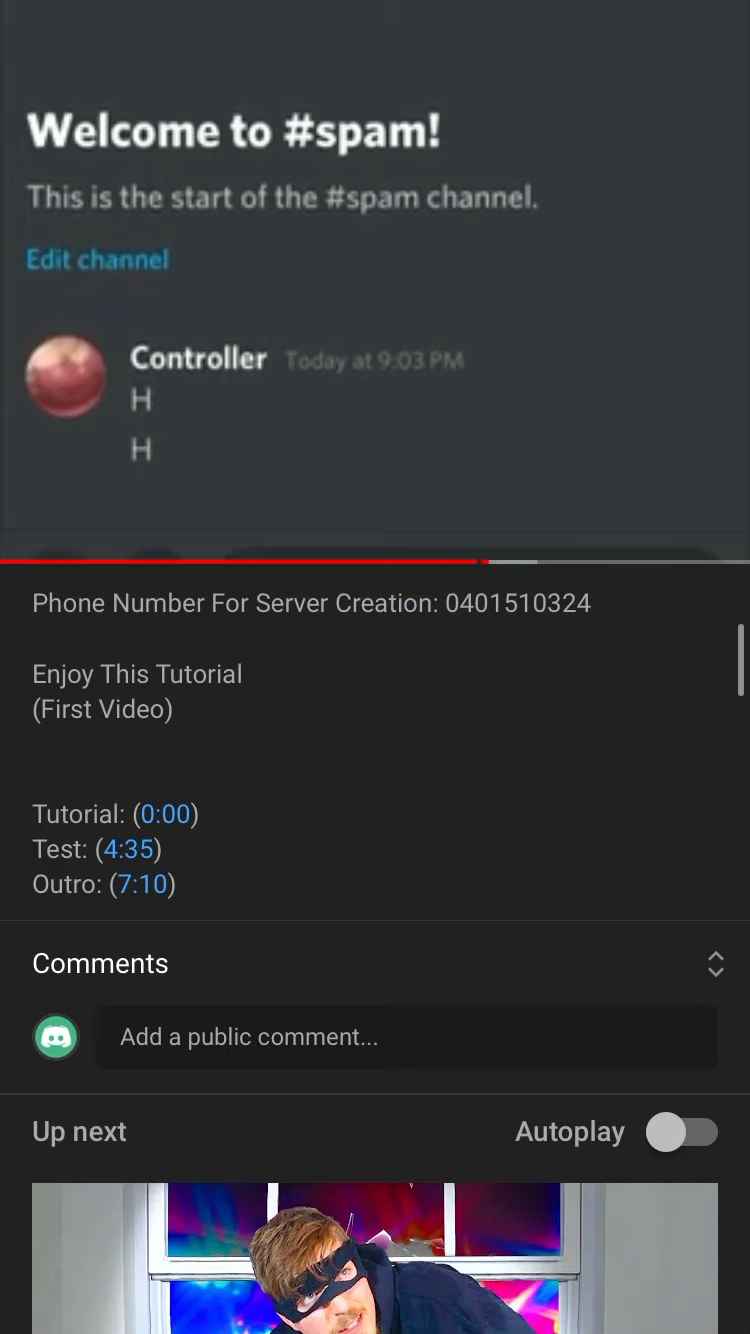 Welcome to #spam!
This is the start of the #spam channel.
Edit channel
Controller Today at 9:03 PM
H
H
Phone Number For Server Creation: 0401510324
Enjoy This Tutorial
(First Video)
Tutorial: (0:00)
Test: (4:35)
Outro: (7:10)
Comments
Add a public comment...
Up next
Autoplay